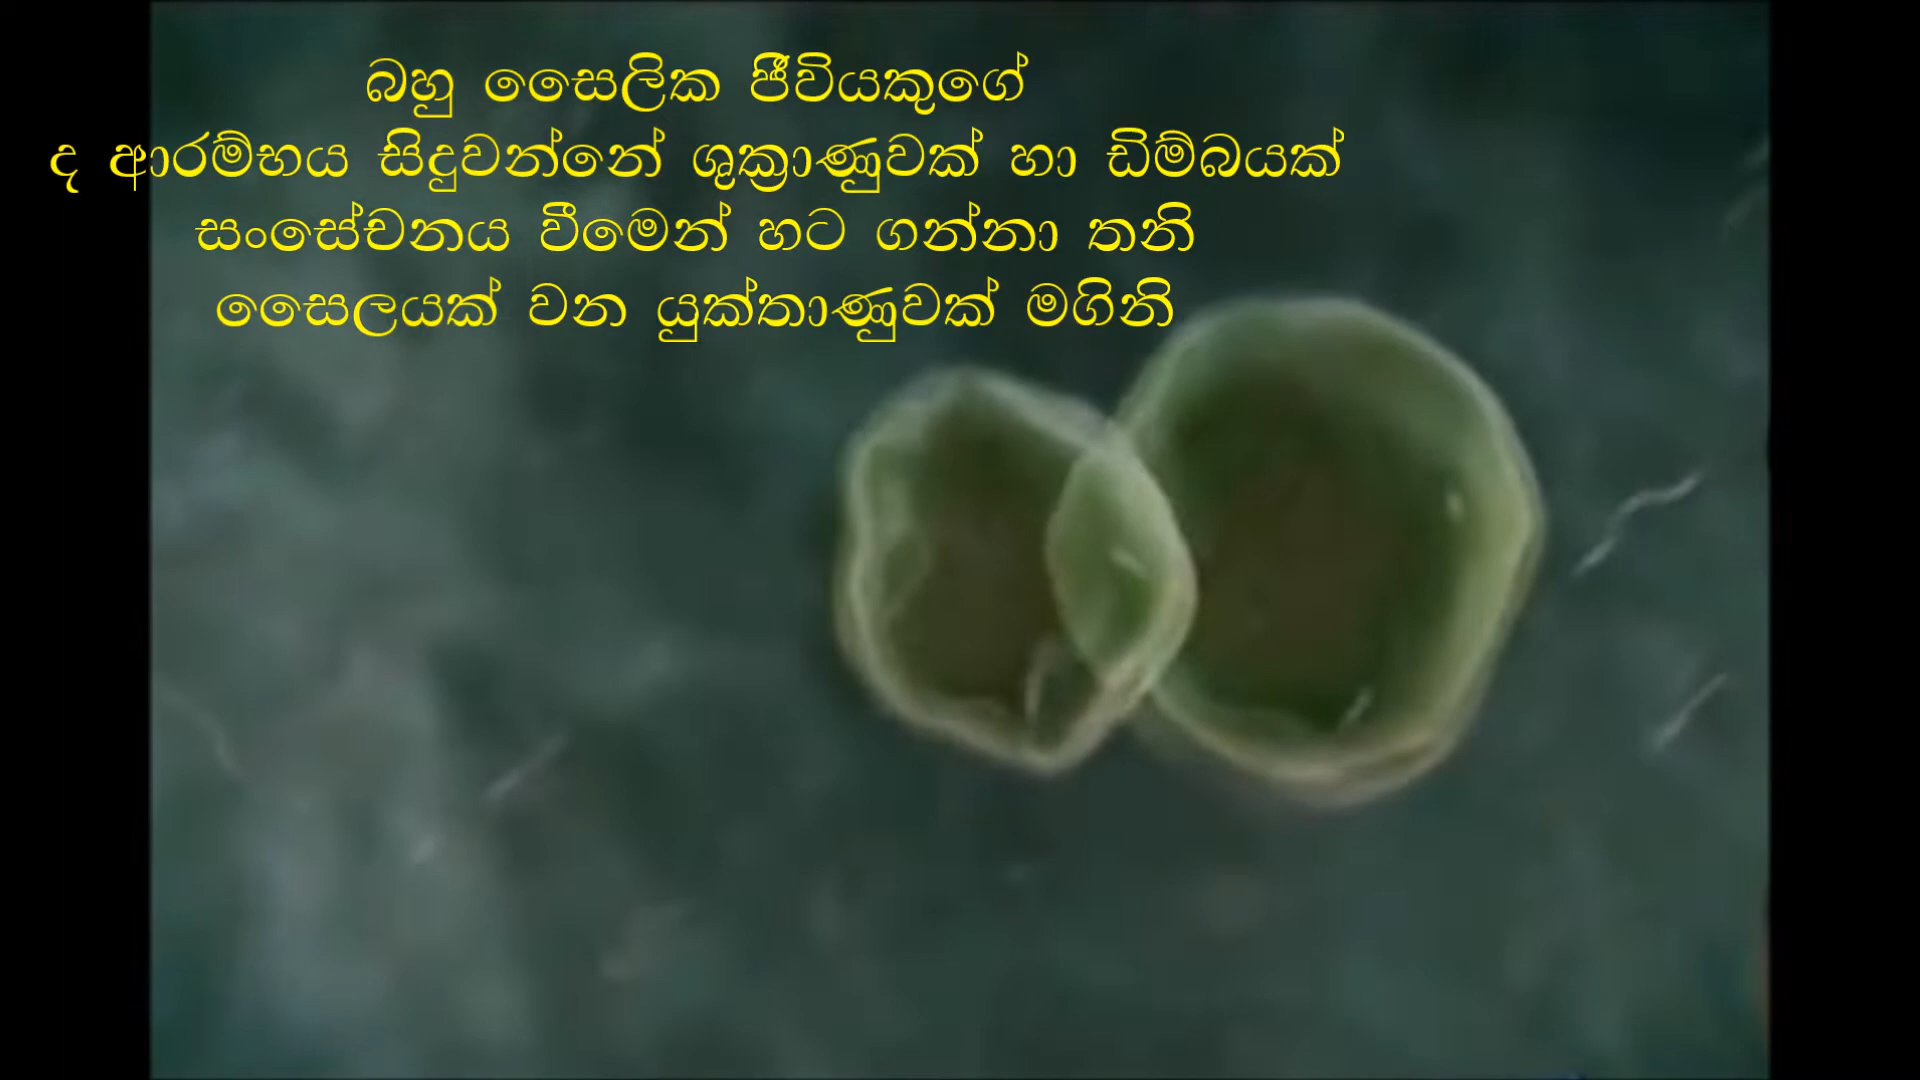 බහු සෛලික ජීවියකුගේ
ද ආරම්භය සිදුවන්නේ ශුක්‍රාණුවක් හා ඩිම්බයක්
සංසේචනය වීමෙන් හට ගන්නා තනි
සෛලයක් වන යුක්තාණුවක් මගිනි